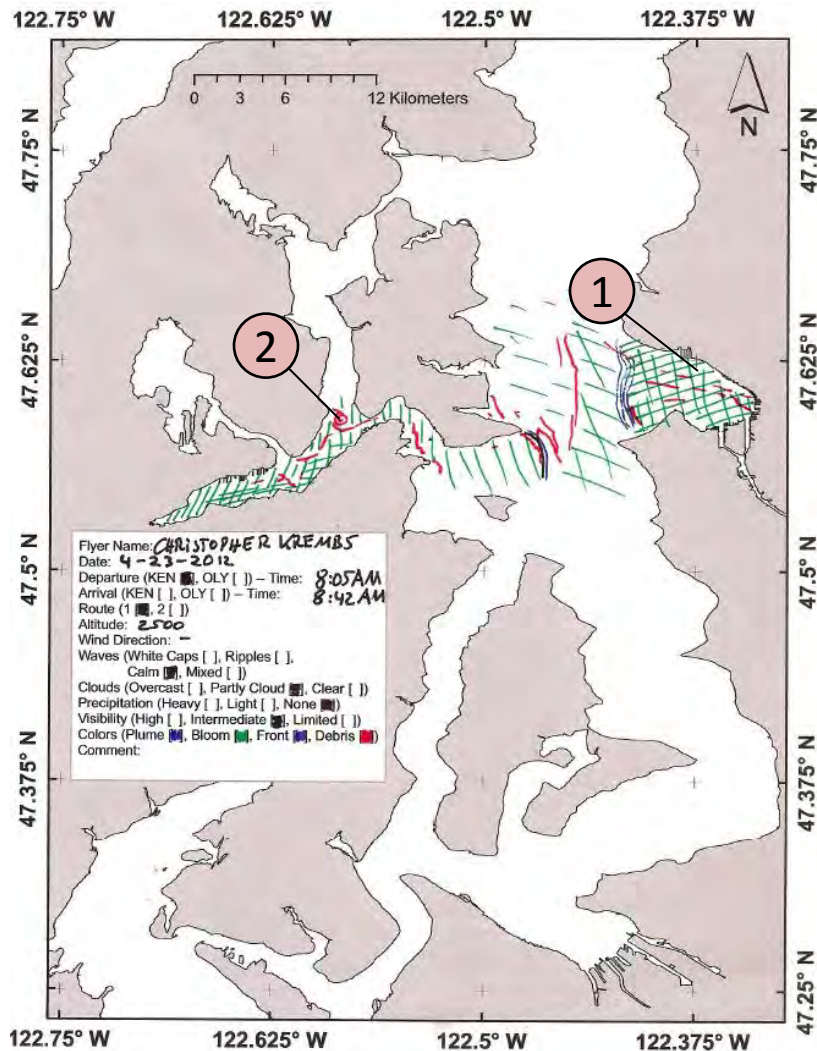 122.75° W 122.625° W 122.5° W 122.375° W
0 3 6 12 Kilometers
N
47.75° N 47.75° N
1
47.625° N 47.625° N
2
Flyer Name: CHRISTOPHER KREMBS
Date: 4-23-2012
Departure (KEN [ ], OLY [ ]) – Time: 8:05AM
Arrival (KEN [ ], OLY [ ]) – Time: 8:42AM
Route (1 [ ], 2 [ ])
Altitude: 2500
Wind Direction: -
Waves (White Caps [ ], Ripples [ ],
Calm [ ], Mixed [ ])
Clouds (Overcast [ ], Partly Cloud [ ], Clear [ ])
Precipitation (Heavy [ ], Light [ ], None [ ])
Visibility (High [ ], Intermediate [ ], Limited [ ])
Colors (Plume [ ], Bloom [ ], Front [ ], Debris [ ])
Comment:
47.5° N 47.5° N
47.375° N 47.375° N
47.25° N
122.75° W 122.625° W 122.5° W 122.375° W